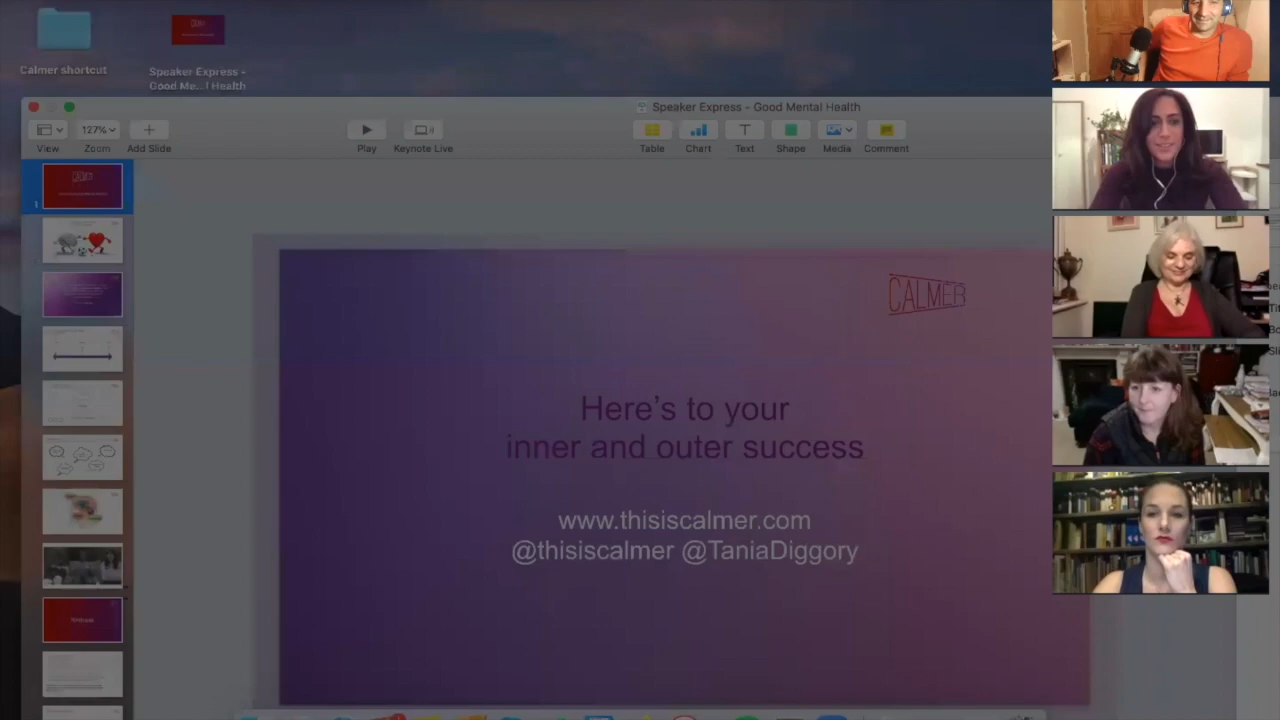 Calmer shortcut
Speaker Express -
Good Me...l Health
Speaker Express - Good Mental Health
127%
View
Zoom
Add Slide
Play
Keynote Live
Table
Chart
Text
Shape
Media
Comment
1
CALMER
Here's to your
inner and outer success
www.thisiscalmer.com
@thisiscalmer @TaniaDiggory